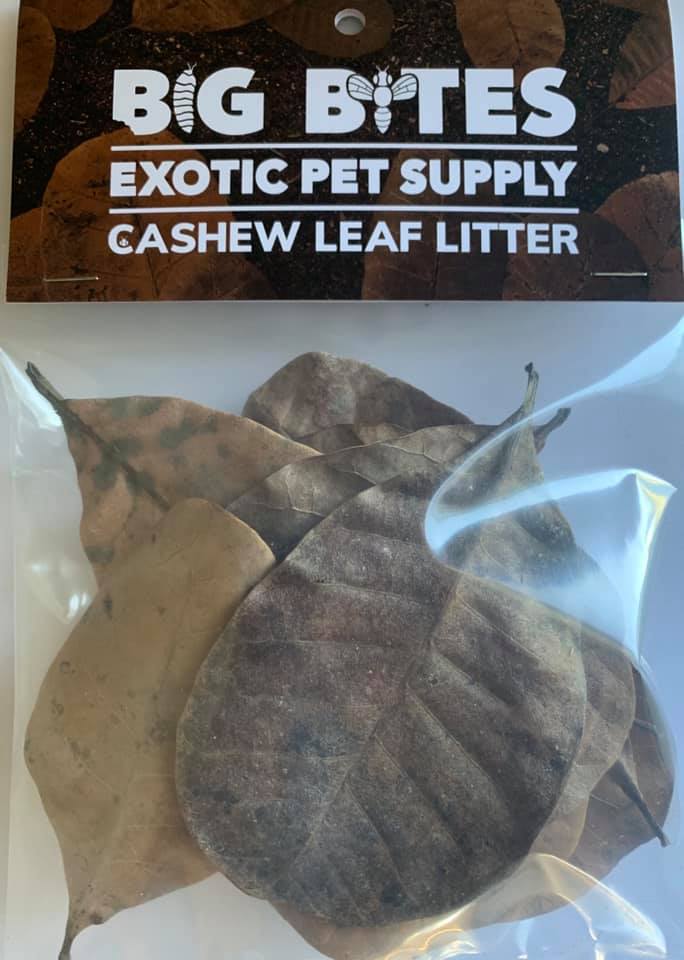 BIG BITES
EXOTIC PET SUPPLY
CASHEW LEAF LITTER